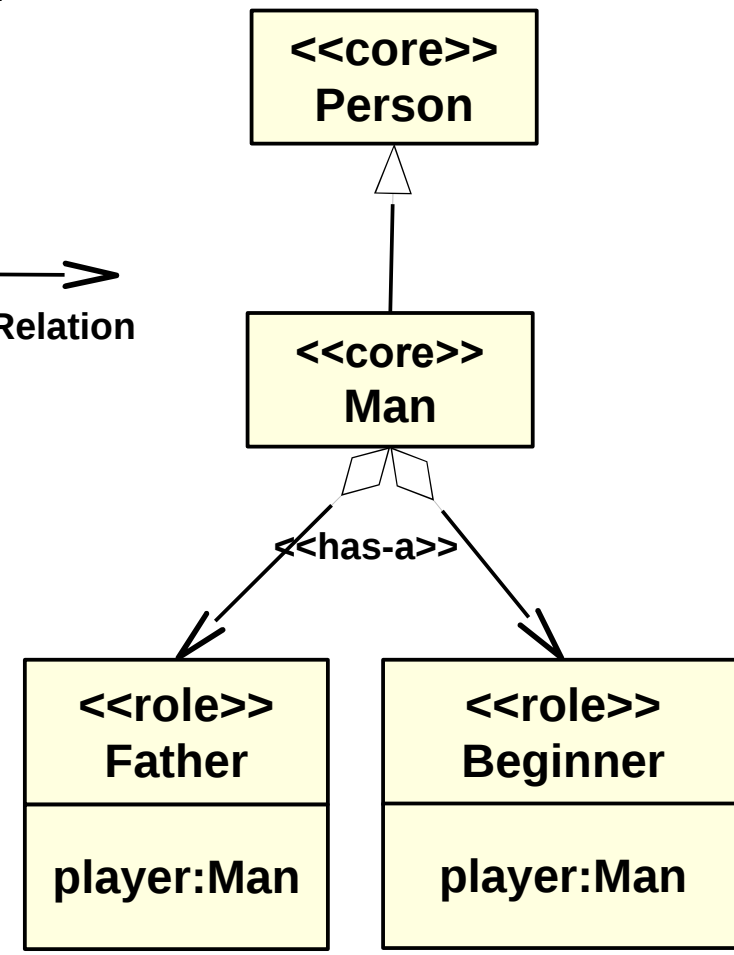 <<core>>
Person
Relation
<<core>>
Man
<<has-a>>
<<role>>
Father
player:Man
<<role>>
Beginner
player:Man